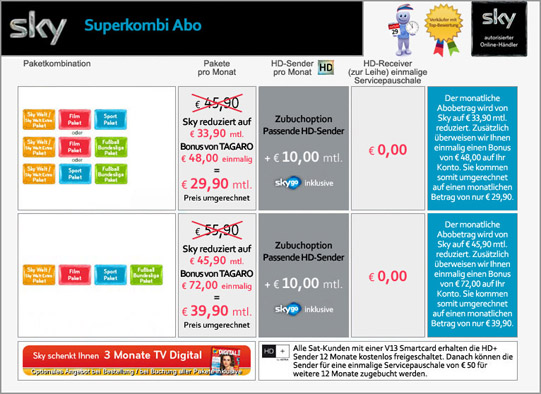 sky Superkombi Abo
29
Verkäufer mit
Top-Bewertung
sky
autorisierter
Online-Händler
Paketkombination
Pakete
pro Monat
HD-Sender
pro Monat HD
HD-Receiver
(zur Leihe) einmalige
Servicepauschale
Sky Welt /
Sky Welt Extra
Paket
Film
Paket
Sport
Paket
oder
Sky Welt /
Sky Welt Extra
Paket
Film
Paket
Fußball
Bundesliga
Paket
oder
Sky Welt /
Sky Welt Extra
Paket
Sport
Paket
Fußball
Bundesliga
Paket
€ 45,90
Sky reduziert auf
€ 33,90 mtl.
Bonus von TAGARO
€ 48,00 einmalig
=
€ 29,90 mtl.
Preis umgerechnet
Zubuchoption
Passende HD-Sender
+ € 10,00 mtl.
sky go inklusive
€ 0,00
Der monatliche
Abobetrag wird von
Sky auf € 33,90 mtl.
reduziert. Zusätzlich
überweisen wir Ihnen
einmalig einen Bonus
von € 48,00 auf Ihr
Konto. Sie kommen
somit umgerechnet
auf einen monatlichen
Betrag von nur € 29,90.
Sky Welt /
Sky Welt Extra
Paket
Film
Paket
Sport
Paket
Fußball
Bundesliga
Paket
€ 55,90
Sky reduziert auf
€ 45,90 mtl.
Bonus von TAGARO
€ 72,00 einmalig
=
€ 39,90 mtl.
Preis umgerechnet
Zubuchoption
Passende HD-Sender
+ € 10,00 mtl.
sky go inklusive
€ 0,00
Der monatliche
Abobetrag wird von
Sky auf € 45,90 mtl.
reduziert. Zusätzlich
überweisen wir Ihnen
einmalig einen Bonus
von € 72,00 auf Ihr
Konto. Sie kommen
somit umgerechnet
auf einen monatlichen
Betrag von nur € 39,90.
Sky schenkt Ihnen 3 Monate TV Digital
Optionales Angebot bei Bestellung / bei Buchung aller Pakete inklusive
DIGITAL
HD +
Alle Sat-Kunden mit einer V13 Smartcard erhalten die HD+
Sender 12 Monate kostenlos freigeschaltet. Danach können die
Sender für eine einmalige Servicepauschale von € 50 für
weitere 12 Monate zugebucht werden.